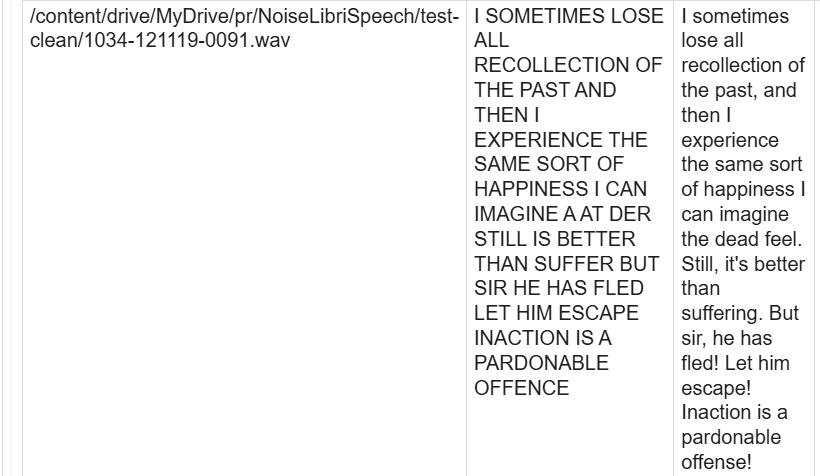 /content/drive/MyDrive/pr/NoiseLibriSpeech/test-
clean/1034-121119-0091.wav
I SOMETIMES LOSE
ALL
RECOLLECTION OF
THE PAST AND
THEN I
EXPERIENCE THE
SAME SORT OF
HAPPINESS I CAN
IMAGINE A AT DER
STILL IS BETTER
THAN SUFFER BUT
SIR HE HAS FLED
LET HIM ESCAPE
INACTION IS A
PARDONABLE
OFFENCE
I sometimes
lose all
recollection of
the past, and
then I
experience
the same sort
of happiness I
can imagine
the dead feel.
Still, it's better
than
suffering. But
sir, he has
fled! Let him
escape!
Inaction is a
pardonable
offense!